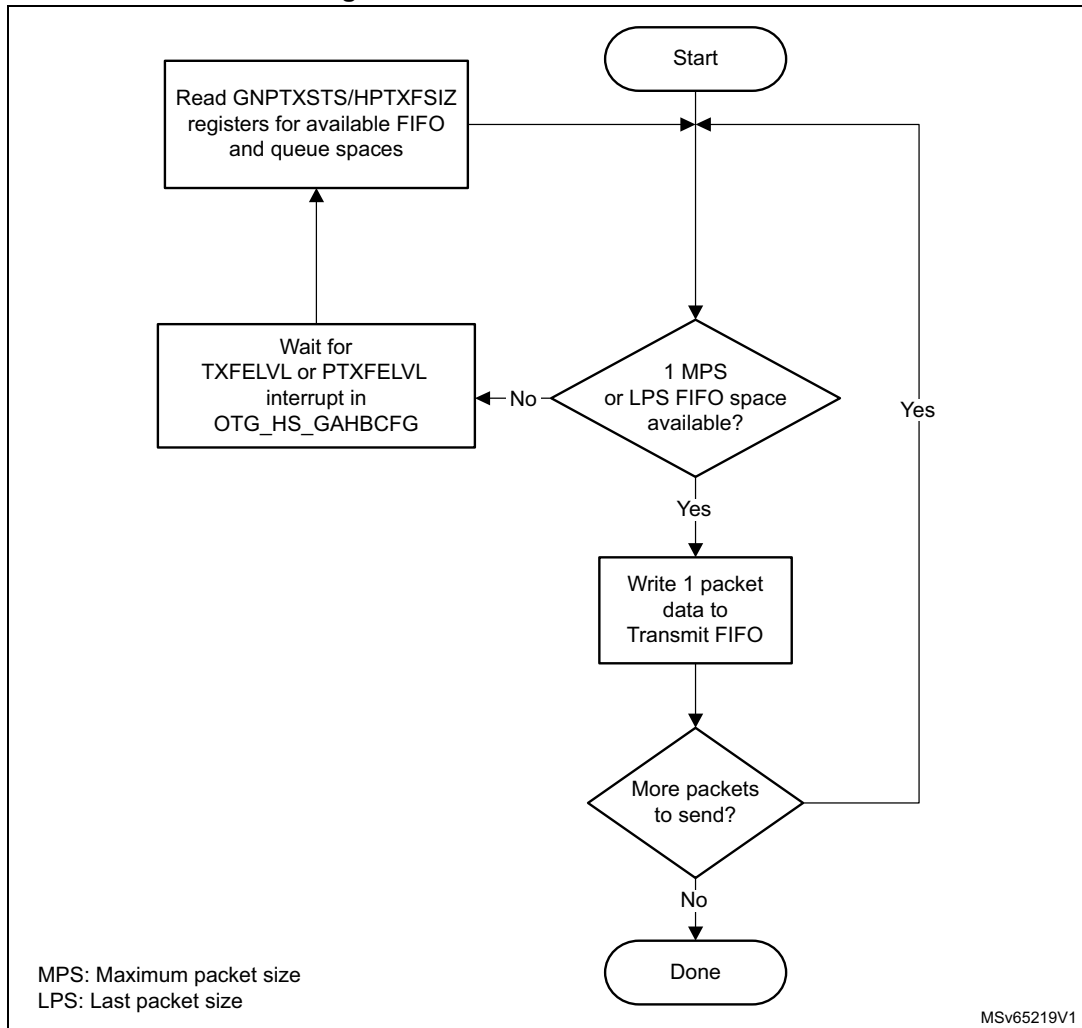 Start
Read GNPTXSTS/HPTXFSIZ
registers for available FIFO
and queue spaces
Wait for
TXFELVL or PTXFELVL
interrupt in
OTG_HS_GAHBCFG
No
1 MPS
or LPS FIFO space
available?
Yes
Yes
Write 1 packet
data to
Transmit FIFO
More packets
to send?
No
Done
MPS: Maximum packet size
LPS: Last packet size
MSv65219V1